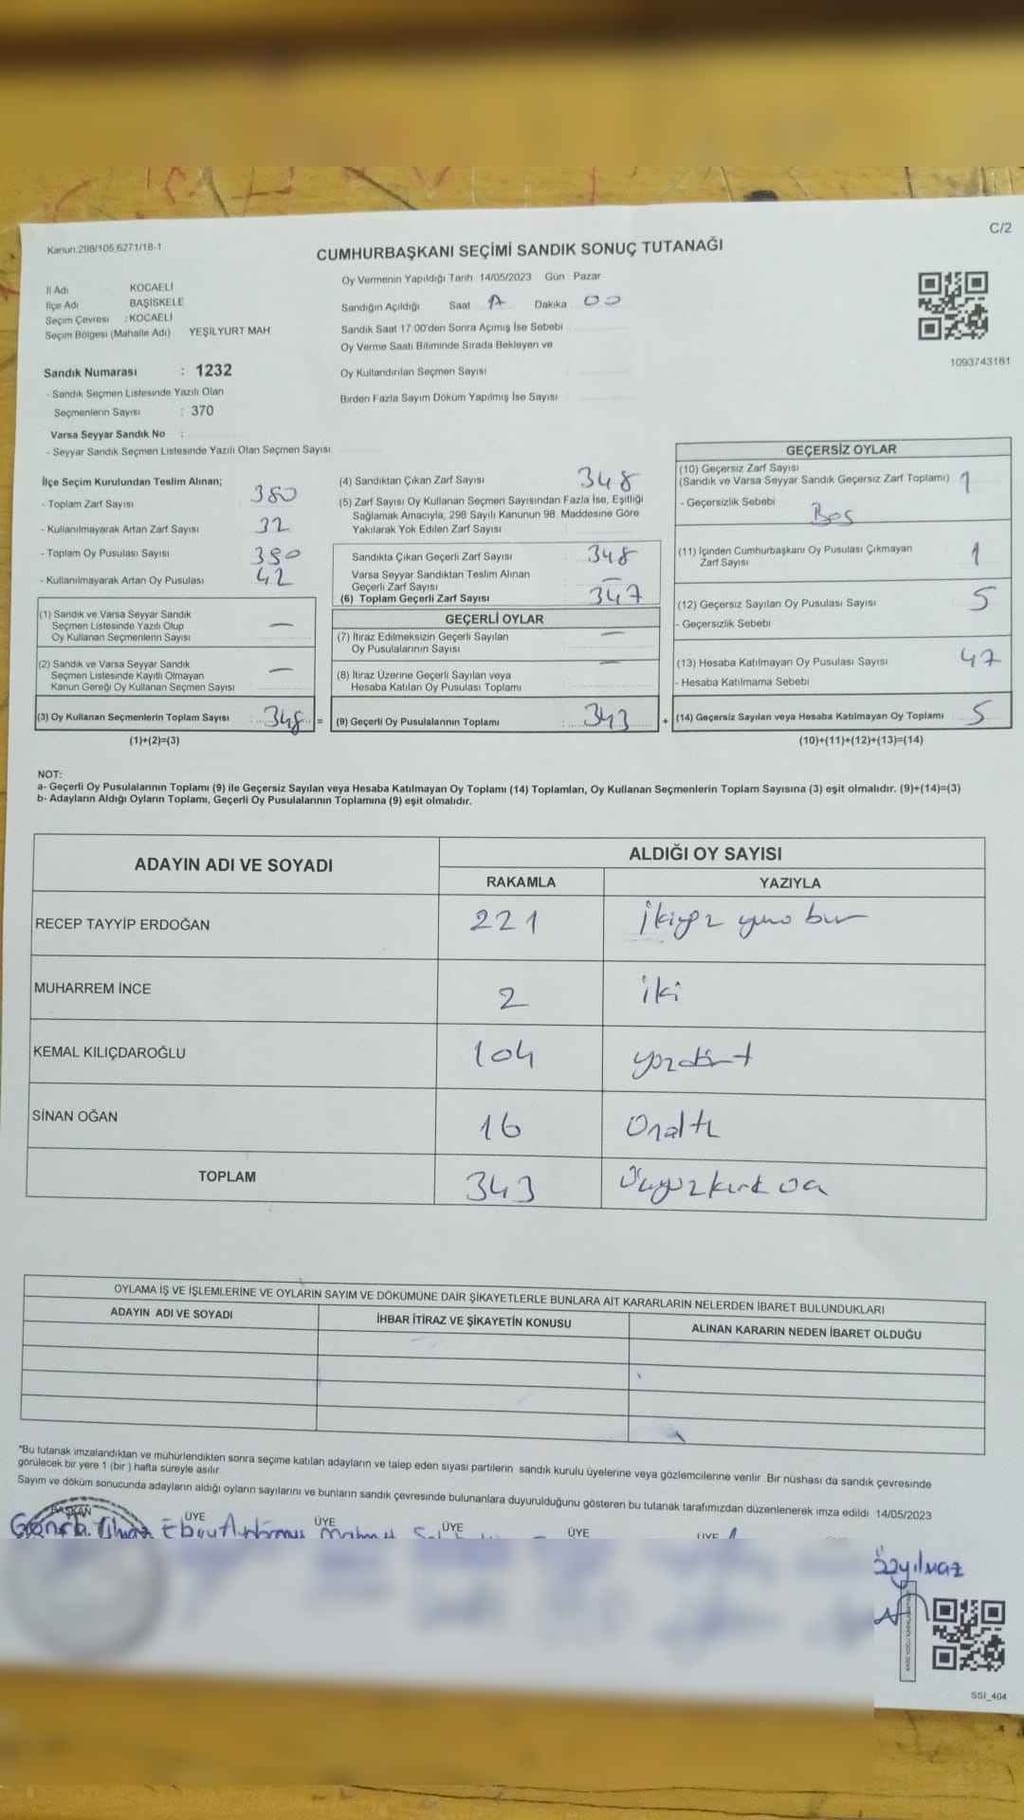 C/2
Kanun:298/105 6271/18-1
CUMHURBAŞKANI SEÇİMİ SANDIK SONUÇ TUTANAĞI
İl Adı : KOCAELİ
İlçe Adı : BAŞİSKELE
Seçim Çevresi : KOCAELİ
Seçim Bölgesi (Mahalle Adı) YEŞİLYURT MAH
Sandık Numarası : 1232
- Sandık Seçmen Listesinde Yazılı Olan
Seçmenlerin Sayısı : 370
Varsa Seyyar Sandık No :
- Seyyar Sandık Seçmen Listesinde Yazılı Olan Seçmen Sayısı
Oy Vermenin Yapıldığı Tarih 14/05/2023 Gün : Pazar
Sandığın Açıldığı Saat Dakika 00
Sandık Saat 17.00'den Sonra Açımış İse Sebebi
Oy Verme Saati Bitiminde Sırada Bekleyen ve
Oy Kullandırılan Seçmen Sayısı
Birden Fazla Sayım Döküm Yapılmış İse Sayısı
1093743161
İlçe Seçim Kurulundan Teslim Alınan;
- Toplam Zarf Sayısı 380
- Kullanılmayarak Artan Zarf Sayısı 32
- Toplam Oy Pusulası Sayısı 390
- Kullanılmayarak Artan Oy Pusulası 42
(1) Sandık ve Varsa Seyyar Sandık
Seçmen Listesinde Yazılı Olup
Oy Kullanan Seçmenlerin Sayısı —
(2) Sandık ve Varsa Seyyar Sandık
Seçmen Listesinde Kayıtlı Olmayan
Kanun Gereği Oy Kullanan Seçmen Sayısı —
(3) Oy Kullanan Seçmenlerin Toplam Sayısı 348 =
(1)+(2)=(3)
(4) Sandıktan Çıkan Zarf Sayısı 348
(5) Zarf Sayısı Oy Kullanan Seçmen Sayısından Fazla İse, Eşitliği
Sağlamak Amacıyla, 298 Sayılı Kanunun 98. Maddesine Göre
Yakılarak Yok Edilen Zarf Sayısı
Sandıkta Çıkan Geçerli Zarf Sayısı 348
Varsa Seyyar Sandıktan Teslim Alınan
Geçerli Zarf Sayısı —
(6) Toplam Geçerli Zarf Sayısı 347
GEÇERLİ OYLAR
(7) İtiraz Edilmeksizin Geçerli Sayılan
Oy Pusulalarının Sayısı —
(8) İtiraz Üzerine Geçerli Sayılan veya
Hesaba Katılan Oy Pusulası Toplamı —
(9) Geçerli Oy Pusulalarının Toplamı 343 +
GEÇERSİZ OYLAR
(10) Geçersiz Zarf Sayısı
(Sandık ve Varsa Seyyar Sandık Geçersiz Zarf Toplamı) 1
- Geçersizlik Sebebi Boş
(11) İçinden Cumhurbaşkanı Oy Pusulası Çıkmayan
Zarf Sayısı 1
(12) Geçersiz Sayılan Oy Pusulası Sayısı 5
- Geçersizlik Sebebi
(13) Hesaba Katılmayan Oy Pusulası Sayısı 47
- Hesaba Katılmama Sebebi
(14) Geçersiz Sayılan veya Hesaba Katılmayan Oy Toplamı 5
(10)+(11)+(12)+(13)=(14)
NOT:
a- Geçerli Oy Pusulalarının Toplamı (9) ile Geçersiz Sayılan veya Hesaba Katılmayan Oy Toplamı (14) Toplamları, Oy Kullanan Seçmenlerin Toplam Sayısına (3) eşit olmalıdır. (9)+(14)=(3)
b- Adayların Aldığı Oyların Toplamı, Geçerli Oy Pusulalarının Toplamına (9) eşit olmalıdır.
ADAYIN ADI VE SOYADI ALDIĞI OY SAYISI
RAKAMLA YAZIYLA
RECEP TAYYİP ERDOĞAN 221 ikiyüz yirmi bir
MUHARREM İNCE 2 iki
KEMAL KILIÇDAROĞLU 104 yüzdört
SİNAN OĞAN 16 Onaltı
TOPLAM 343 Üçyüzkırk üç
OYLAMA İŞ VE İŞLEMLERİNE VE OYLARIN SAYIM VE DÖKÜMÜNE DAİR ŞİKAYETLERLE BUNLARA AİT KARARLARIN NELERDEN İBARET BULUNDUKLARI
ADAYIN ADI VE SOYADI İHBAR İTİRAZ VE ŞİKAYETİN KONUSU ALINAN KARARIN NEDEN İBARET OLDUĞU
*Bu tutanak imzalandıktan ve mühürlendikten sonra seçime katılan adayların ve talep eden siyasi partilerin sandık kurulu üyelerine veya gözlemcilerine verilir. Bir nüshası da sandık çevresinde
görülecek bir yere 1 (bir) hafta süreyle asılır.
Sayım ve döküm sonucunda adayların aldığı oyların sayılarını ve bunların sandık çevresinde bulunanlara duyurulduğunu gösteren bu tutanak tarafımızdan düzenlenerek imza edildi 14/05/2023
BAŞKAN ÜYE ÜYE ÜYE ÜYE ÜYE
SSI_404